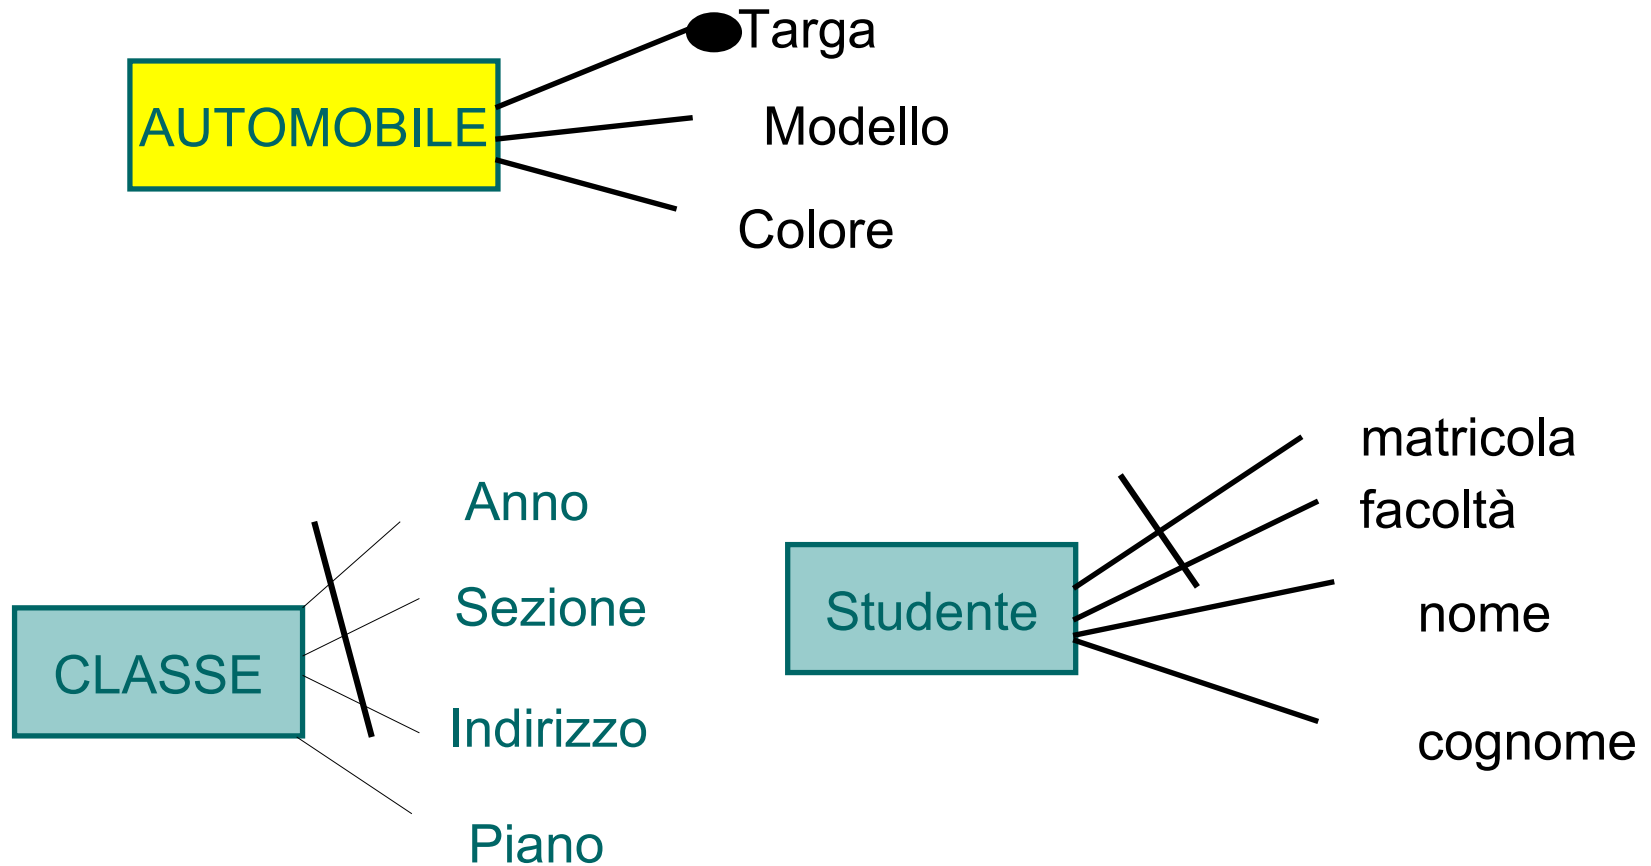 Targa
AUTOMOBILE
Modello
Colore
matricola
Anno
facoltà
Sezione
Studente
nome
CLASSE
Indirizzo
cognome
Piano